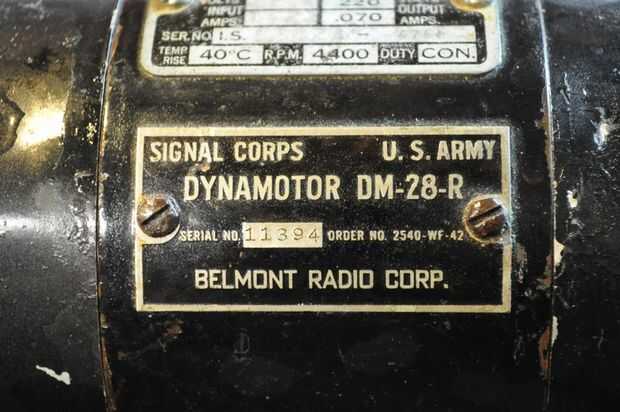 220
INPUT OUTPUT
AMPS. .070 AMPS.
SER. NO. I.S.
TEMP RISE 40°C R.P.M. 4400 DUTY CON.
SIGNAL CORPS U. S. ARMY
DYNAMOTOR DM-28-R
SERIAL NO. 11394 ORDER NO. 2540-WF-42
BELMONT RADIO CORP.